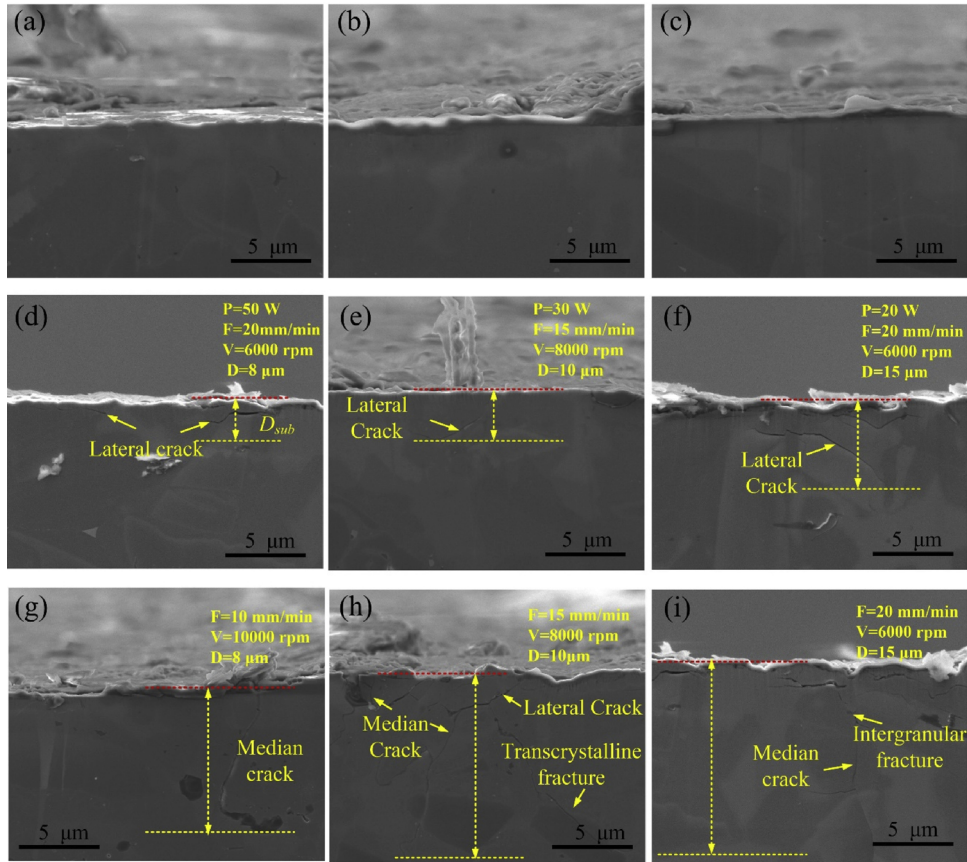 (a)
5 μm
(b)
5 μm
(c)
5 μm
(d)
P=50 W
F=20mm/min
V=6000 rpm
D=8 μm
Lateral crack
Dsub
5 μm
(e)
P=30 W
F=15 mm/min
V=8000 rpm
D=10 μm
Lateral
Crack
5 μm
(f)
P=20 W
F=20 mm/min
V=6000 rpm
D=15 μm
Lateral
Crack
5 μm
(g)
F=10 mm/min
V=10000 rpm
D=8 μm
Median
crack
5 μm
(h)
F=15 mm/min
V=8000 rpm
D=10μm
Median
Crack
Lateral Crack
Transcrystalline
fracture
5 μm
(i)
F=20 mm/min
V=6000 rpm
D=15 μm
Median
crack
Intergranular
fracture
5 μm